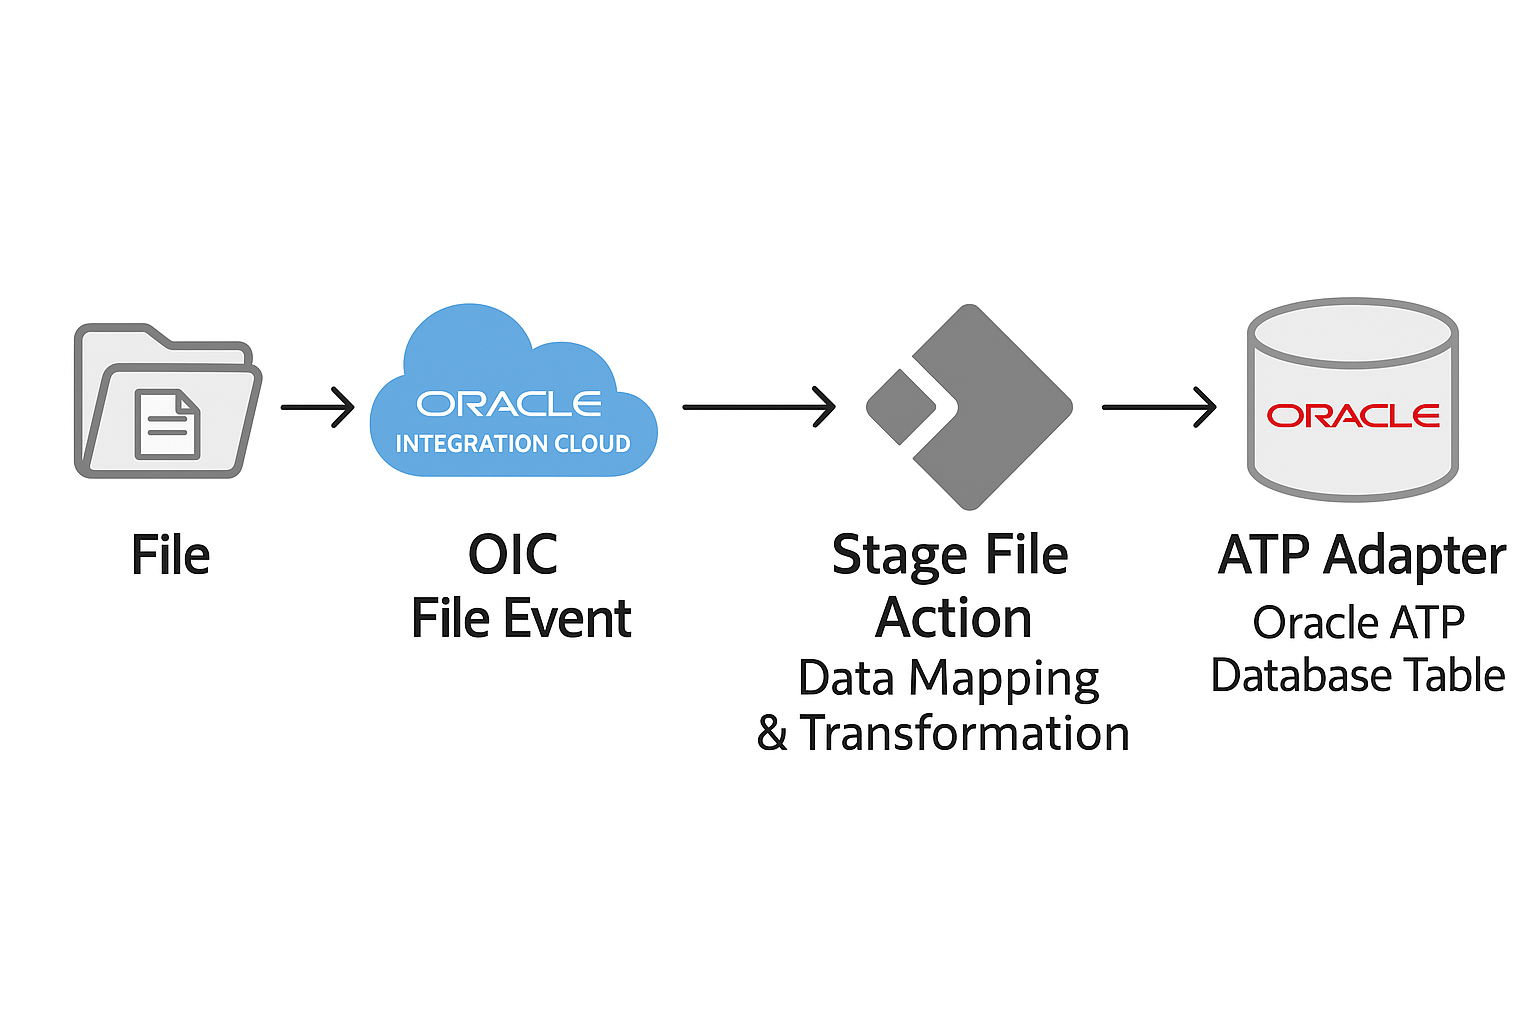 ORACLE
INTEGRATION CLOUD
ORACLE
File
OIC
File Event
Stage File
Action
Data Mapping
& Transformation
ATP Adapter
Oracle ATP
Database Table